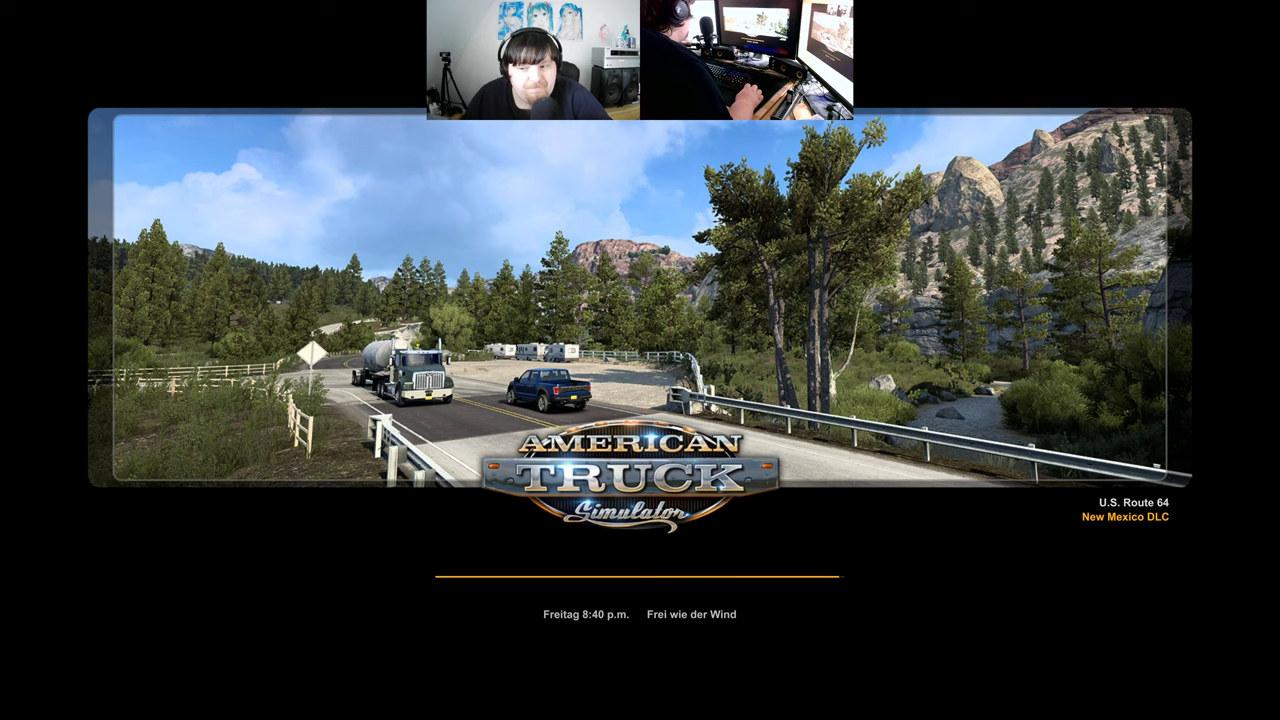 AMERICAN
TRUCK
Simulator
U.S. Route 64
New Mexico DLC
Freitag 8:40 p.m. Frei wie der Wind